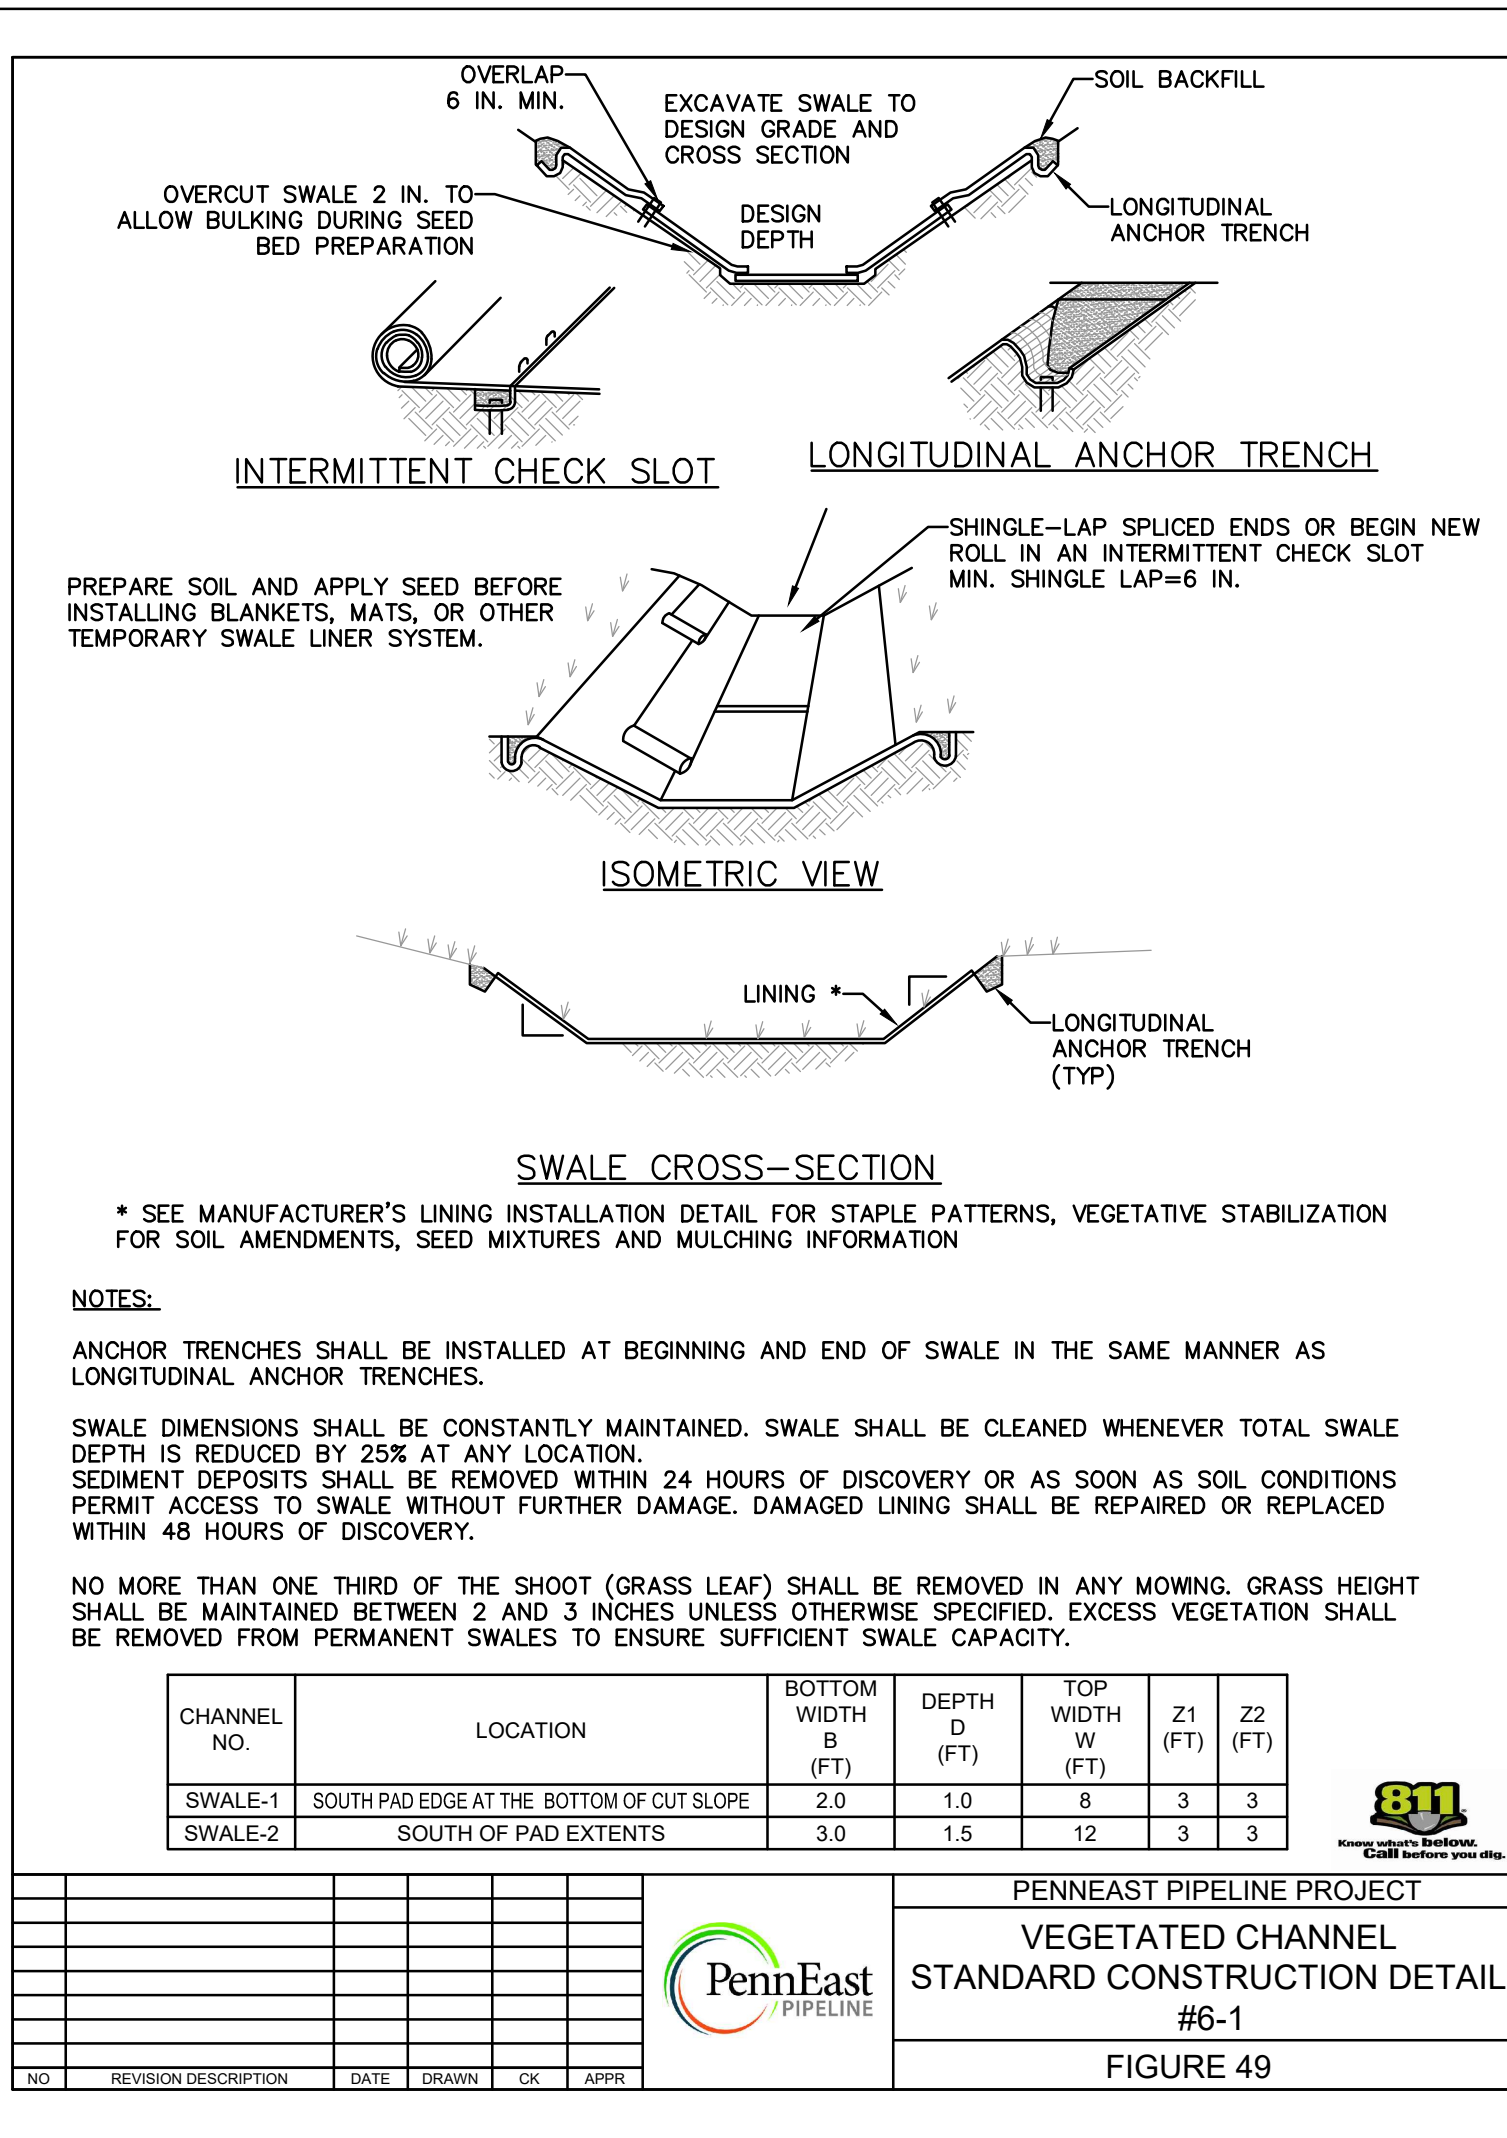 OVERLAP
6 IN. MIN.
EXCAVATE SWALE TO
DESIGN GRADE AND
CROSS SECTION
SOIL BACKFILL
OVERCUT SWALE 2 IN. TO
ALLOW BULKING DURING SEED
BED PREPARATION
DESIGN
DEPTH
LONGITUDINAL
ANCHOR TRENCH
INTERMITTENT CHECK SLOT
LONGITUDINAL ANCHOR TRENCH
PREPARE SOIL AND APPLY SEED BEFORE
INSTALLING BLANKETS, MATS, OR OTHER
TEMPORARY SWALE LINER SYSTEM.
SHINGLE-LAP SPLICED ENDS OR BEGIN NEW
ROLL IN AN INTERMITTENT CHECK SLOT
MIN. SHINGLE LAP=6 IN.
ISOMETRIC VIEW
LINING *
LONGITUDINAL
ANCHOR TRENCH
(TYP)
SWALE CROSS-SECTION
* SEE MANUFACTURER'S LINING INSTALLATION DETAIL FOR STAPLE PATTERNS, VEGETATIVE STABILIZATION
FOR SOIL AMENDMENTS, SEED MIXTURES AND MULCHING INFORMATION
NOTES:
ANCHOR TRENCHES SHALL BE INSTALLED AT BEGINNING AND END OF SWALE IN THE SAME MANNER AS
LONGITUDINAL ANCHOR TRENCHES.
SWALE DIMENSIONS SHALL BE CONSTANTLY MAINTAINED. SWALE SHALL BE CLEANED WHENEVER TOTAL SWALE
DEPTH IS REDUCED BY 25% AT ANY LOCATION.
SEDIMENT DEPOSITS SHALL BE REMOVED WITHIN 24 HOURS OF DISCOVERY OR AS SOON AS SOIL CONDITIONS
PERMIT ACCESS TO SWALE WITHOUT FURTHER DAMAGE. DAMAGED LINING SHALL BE REPAIRED OR REPLACED
WITHIN 48 HOURS OF DISCOVERY.
NO MORE THAN ONE THIRD OF THE SHOOT (GRASS LEAF) SHALL BE REMOVED IN ANY MOWING. GRASS HEIGHT
SHALL BE MAINTAINED BETWEEN 2 AND 3 INCHES UNLESS OTHERWISE SPECIFIED. EXCESS VEGETATION SHALL
BE REMOVED FROM PERMANENT SWALES TO ENSURE SUFFICIENT SWALE CAPACITY.
CHANNEL NO. LOCATION BOTTOM WIDTH B (FT) DEPTH D (FT) TOP WIDTH W (FT) Z1 (FT) Z2 (FT)
SWALE-1 SOUTH PAD EDGE AT THE BOTTOM OF CUT SLOPE 2.0 1.0 8 3 3
SWALE-2 SOUTH OF PAD EXTENTS 3.0 1.5 12 3 3
811
Know what's below.
Call before you dig.
NO REVISION DESCRIPTION DATE DRAWN CK APPR
PennEast
PIPELINE
PENNEAST PIPELINE PROJECT
VEGETATED CHANNEL
STANDARD CONSTRUCTION DETAIL
#6-1
FIGURE 49